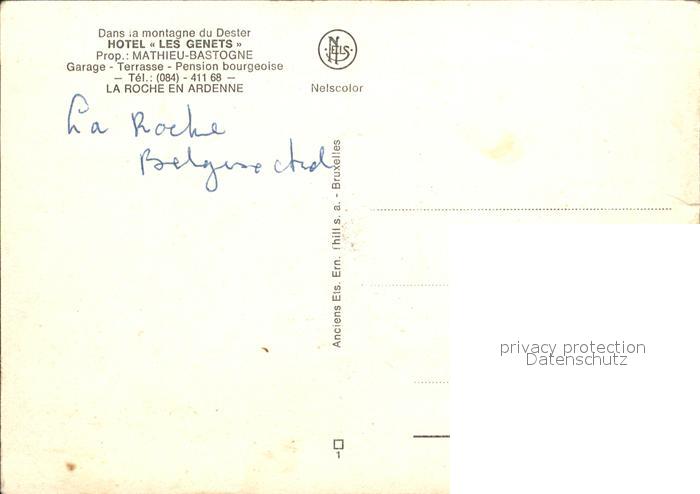 Dans la montagne du Dester
HOTEL « LES GENETS »
Prop.: MATHIEU-BASTOGNE
Garage - Terrasse - Pension bourgeoise
— Tél.: (084) - 411 68 —
LA ROCHE EN ARDENNE
NELS
Nelscolor
La Roche
Anciens Ets. Ern. Thill s. a. - Bruxelles
1
privacy protection
Datenschutz